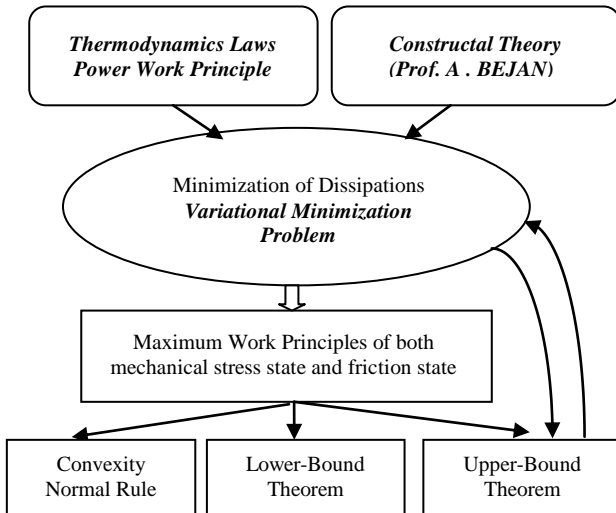 Thermodynamics Laws
Power Work Principle
Constructal Theory
(Prof. A . BEJAN)
Minimization of Dissipations
Variational Minimization
Problem
Maximum Work Principles of both
mechanical stress state and friction state
Convexity
Normal Rule
Lower-Bound
Theorem
Upper-Bound
Theorem